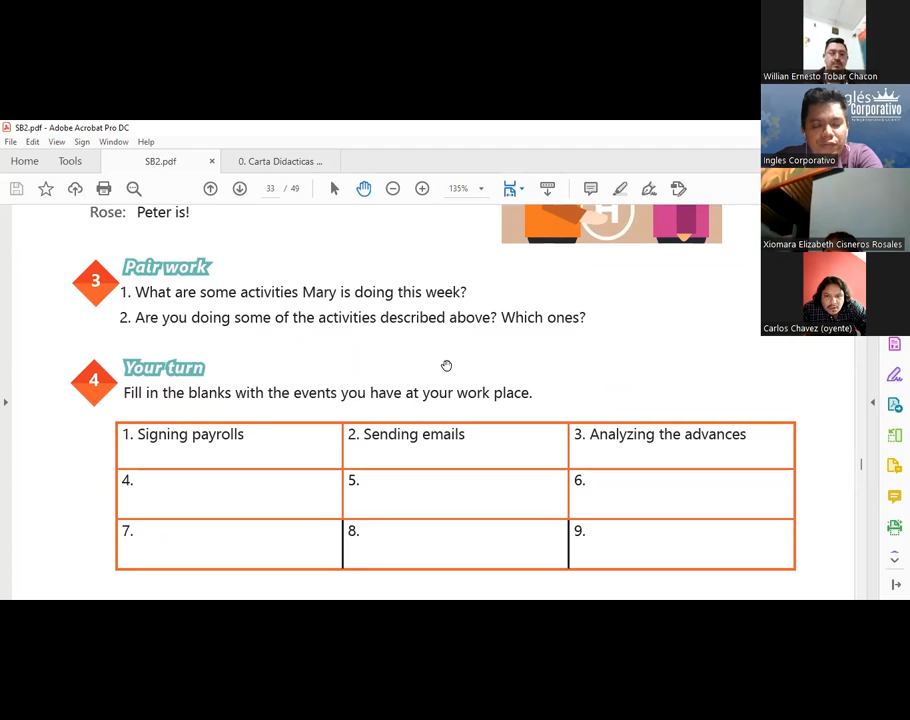 SB2.pdf - Adobe Acrobat Pro DC
File Edit View Sign Window Help
Home Tools SB2.pdf × 0. Carta Didacticas ...
33 / 49 135%
Rose: Peter is!
H
3 Pair work
1. What are some activities Mary is doing this week?
2. Are you doing some of the activities described above? Which ones?
4 Your turn
Fill in the blanks with the events you have at your work place.
1. Signing payrolls 2. Sending emails 3. Analyzing the advances
4. 5. 6.
7. 8. 9.
Willian Ernesto Tobar Chacon
glés
Corporativo
Ingles Corporativo
Xiomara Elizabeth Cisneros Rosales
Carlos Chavez (oyente)